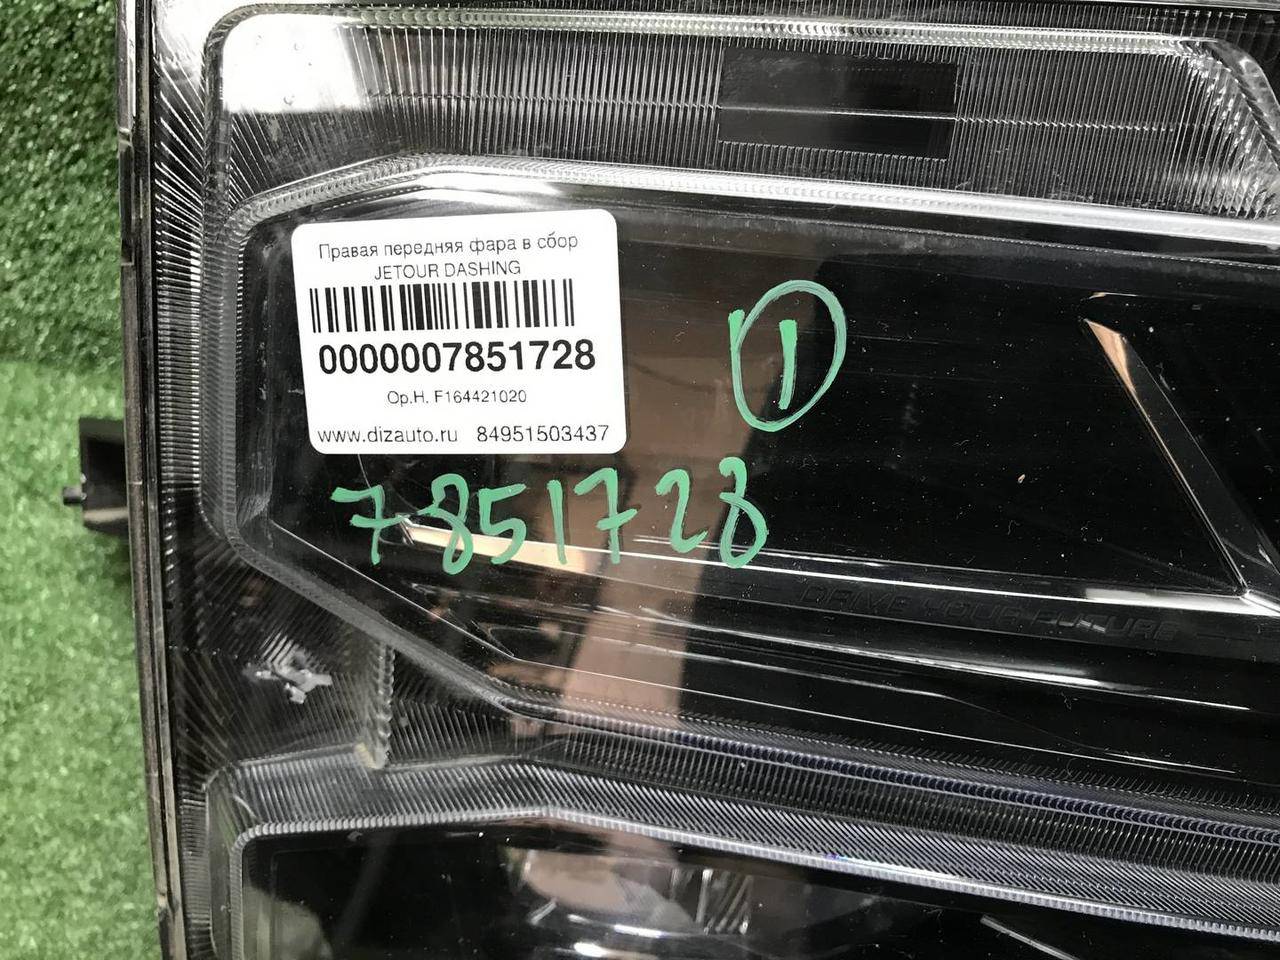 Правая передняя фара в сбор
JETOUR DASHING
0000007851728
Ор.Н. F164421020
www.dizauto.ru 84951503437
1
7851728
DRIVE YOUR FUTURE